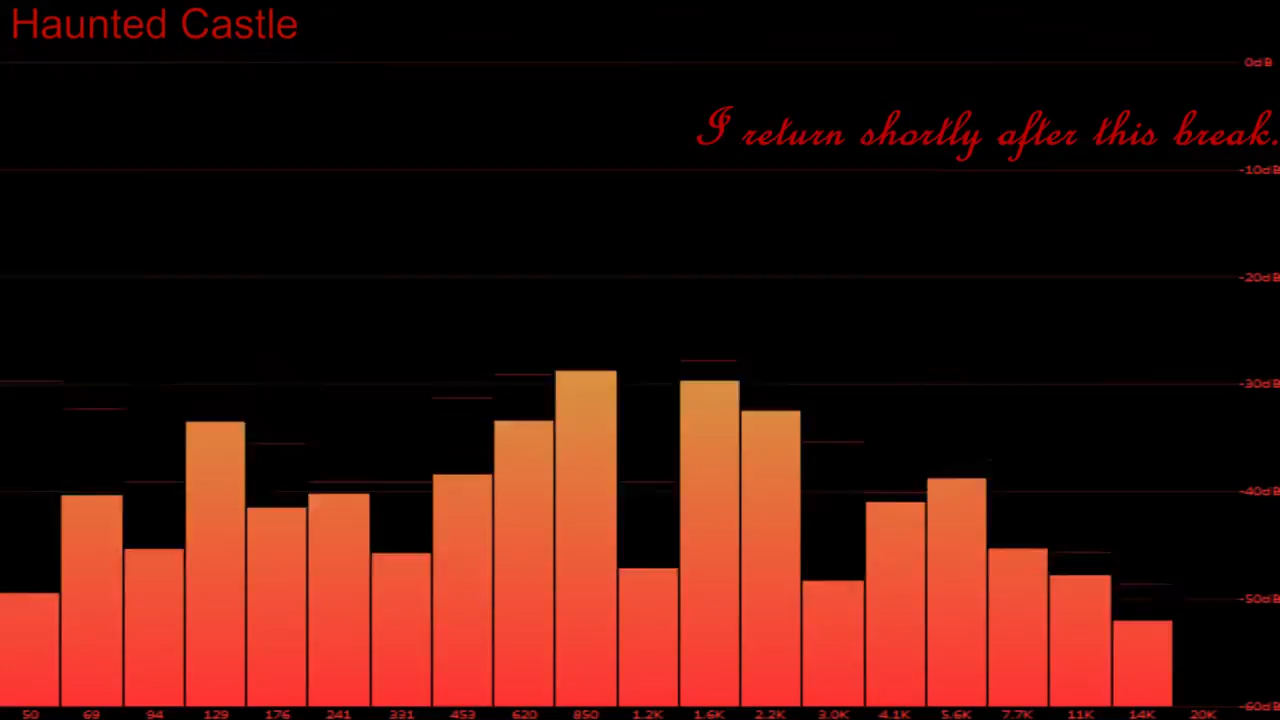 Haunted Castle
0dB
I return shortly after this break.
-10dB
-20dB
-30dB
-40dB
-50dB
-60dB
50 69 94 129 176 241 331 453 620 850 1.2K 1.6K 2.2K 3.0K 4.1K 5.6K 7.7K 11K 14K 20K